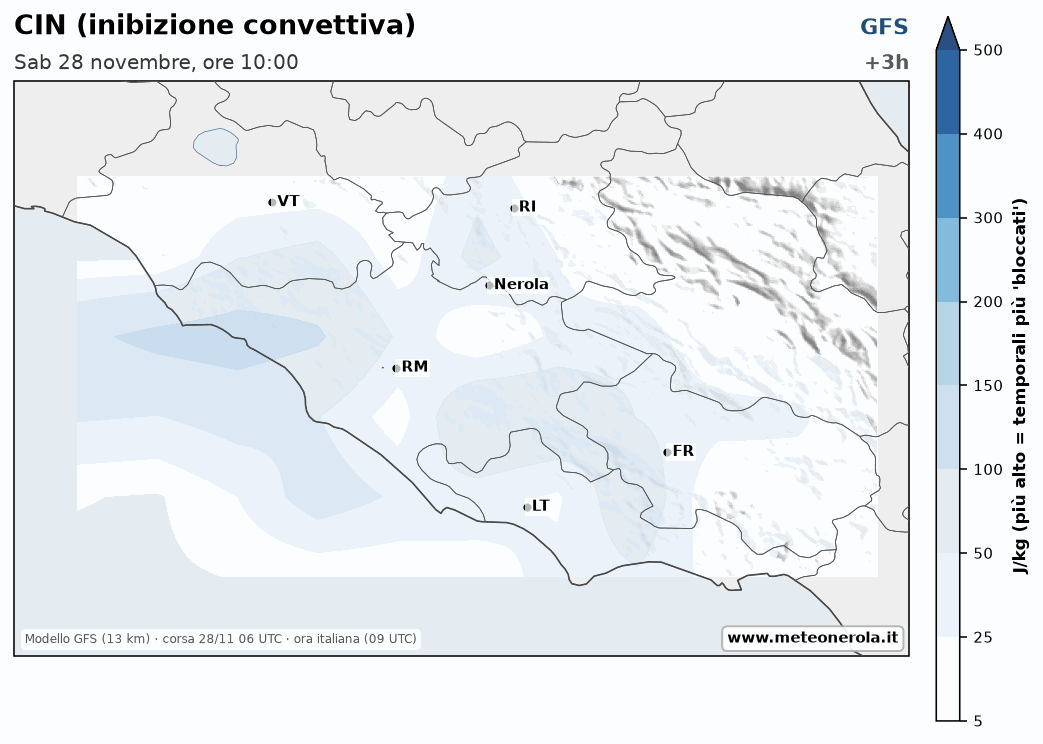 CIN (inibizione convettiva)
GFS
Sab 28 novembre, ore 10:00
+3h
500
400
300
200
150
100
50
25
5
J/kg (più alto = temporali più 'bloccati')
VT
RI
Nerola
RM
FR
LT
Modello GFS (13 km) · corsa 28/11 06 UTC · ora italiana (09 UTC)
www.meteonerola.it